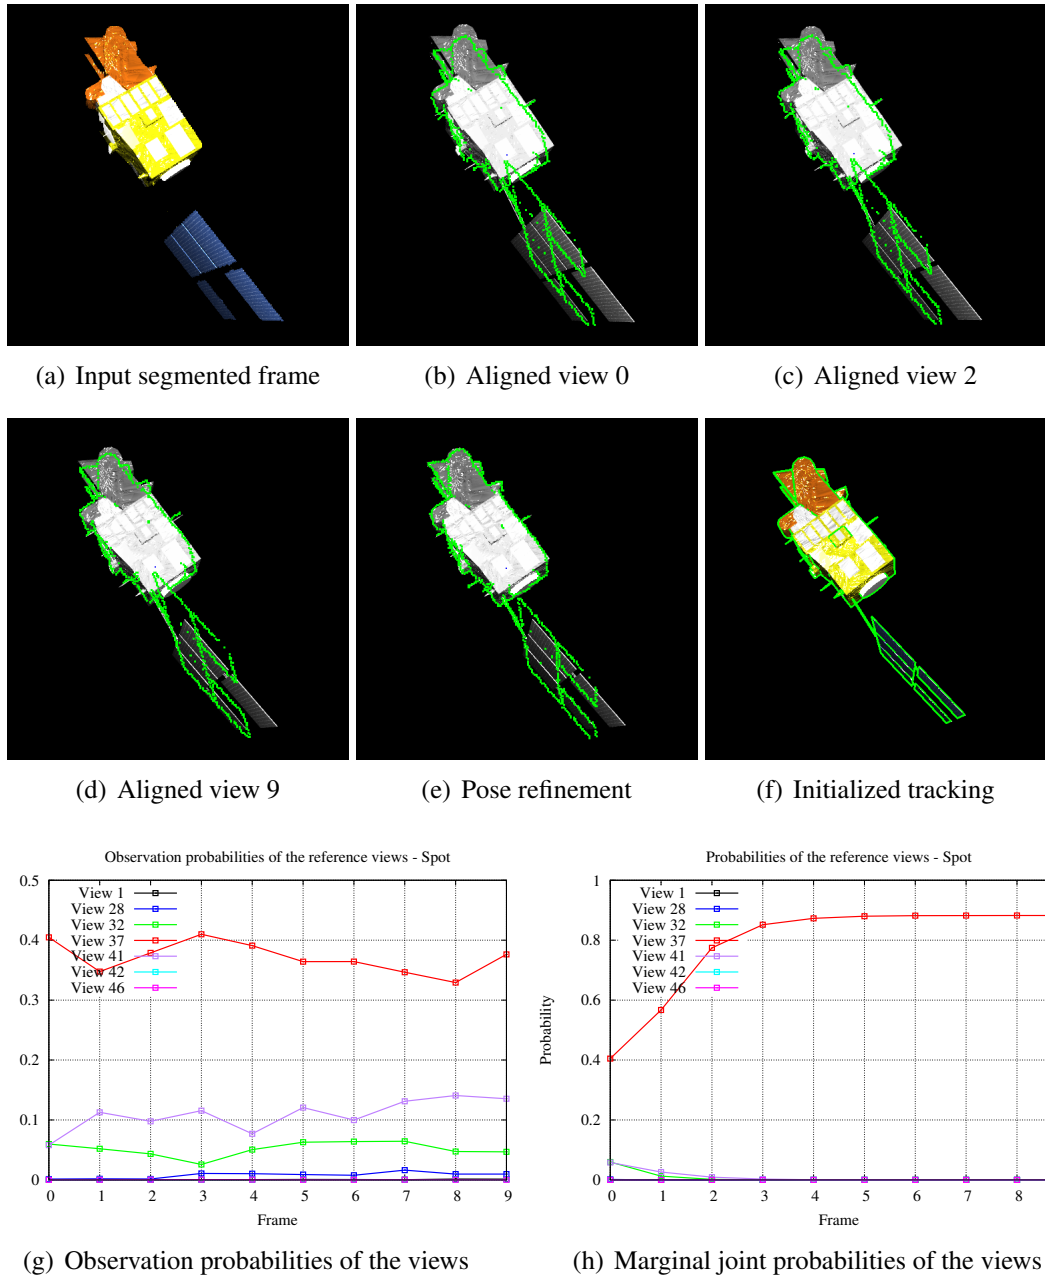 (a) Input segmented frame
(b) Aligned view 0
(c) Aligned view 2
(d) Aligned view 9
(e) Pose refinement
(f) Initialized tracking
Observation probabilities of the reference views - Spot
0.5
0.4
0.3
0.2
0.1
0
View 1
View 28
View 32
View 37
View 41
View 42
View 46
0 1 2 3 4 5 6 7 8 9
Frame
(g) Observation probabilities of the views
Probabilities of the reference views - Spot
Probability
1
0.8
0.6
0.4
0.2
0
View 1
View 28
View 32
View 37
View 41
View 42
View 46
0 1 2 3 4 5 6 7 8
Frame
(h) Marginal joint probabilities of the views